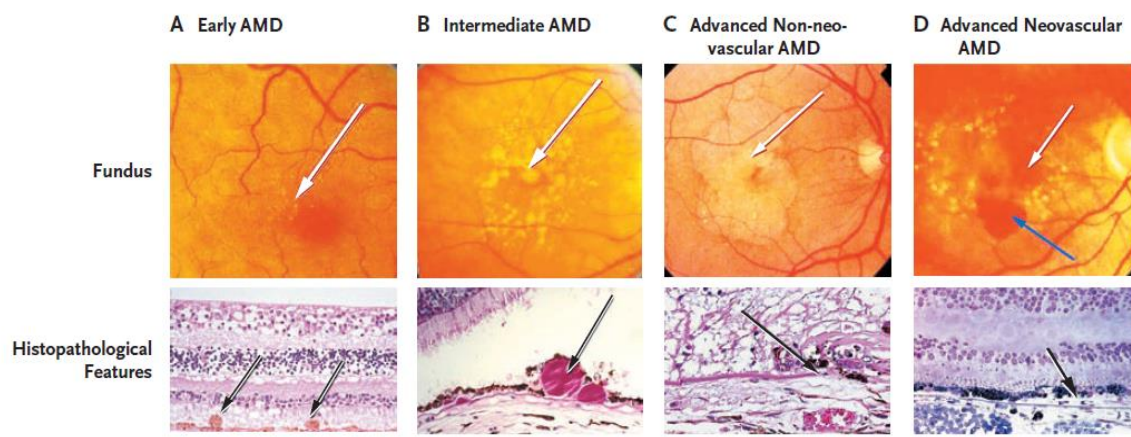 A Early AMD
B Intermediate AMD
C Advanced Non-neo-
vascular AMD
D Advanced Neovascular
AMD
Fundus
Histopathological
Features